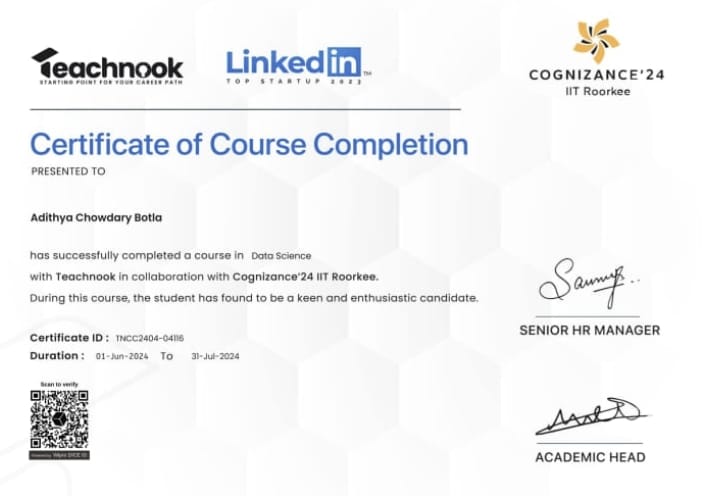 Teachnook
STARTING POINT FOR YOUR CAREER PATH
Linkedin™
TOP STARTUP 2023
COGNIZANCE'24
IIT Roorkee
Certificate of Course Completion
PRESENTED TO
Adithya Chowdary Botla
has successfully completed a course in Data Science
with Teachnook in collaboration with Cognizance'24 IIT Roorkee.
During this course, the student has found to be a keen and enthusiastic candidate.
Certificate ID : TNCC2404-04116
Duration : 01-Jun-2024 To 31-Jul-2024
Scan to verify
SENIOR HR MANAGER
ACADEMIC HEAD